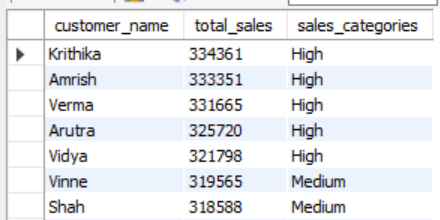 customer_name total_sales sales_categories
Krithika 334361 High
Amrish 333351 High
Verma 331665 High
Arutra 325720 High
Vidya 321798 High
Vinne 319565 Medium
Shah 318588 Medium